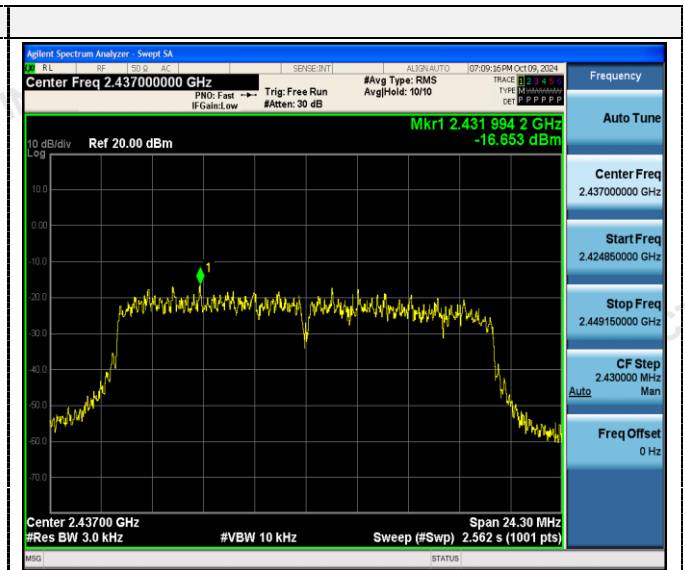 Agilent Spectrum Analyzer - Swept SA
RL RF 50 Ω AC SENSE:INT ALIGN AUTO 07:09:16 PM Oct 09, 2024
Center Freq 2.437000000 GHz
PNO: Fast
IFGain:Low
Trig: Free Run
#Atten: 30 dB
#Avg Type: RMS
Avg|Hold: 10/10
TRACE 1 2 3 4 5 6
TYPE M
DET P P P P P P
Mkr1 2.431 994 2 GHz
-16.653 dBm
10 dB/div Ref 20.00 dBm
Log
10.0
0.00
-10.0
-20.0
-30.0
-40.0
-50.0
-60.0
-70.0
1
Center 2.43700 GHz Span 24.30 MHz
#Res BW 3.0 kHz #VBW 10 kHz Sweep (#Swp) 2.562 s (1001 pts)
MSG STATUS
Frequency
Auto Tune
Center Freq
2.437000000 GHz
Start Freq
2.424850000 GHz
Stop Freq
2.449150000 GHz
CF Step
2.430000 MHz
Auto Man
Freq Offset
0 Hz